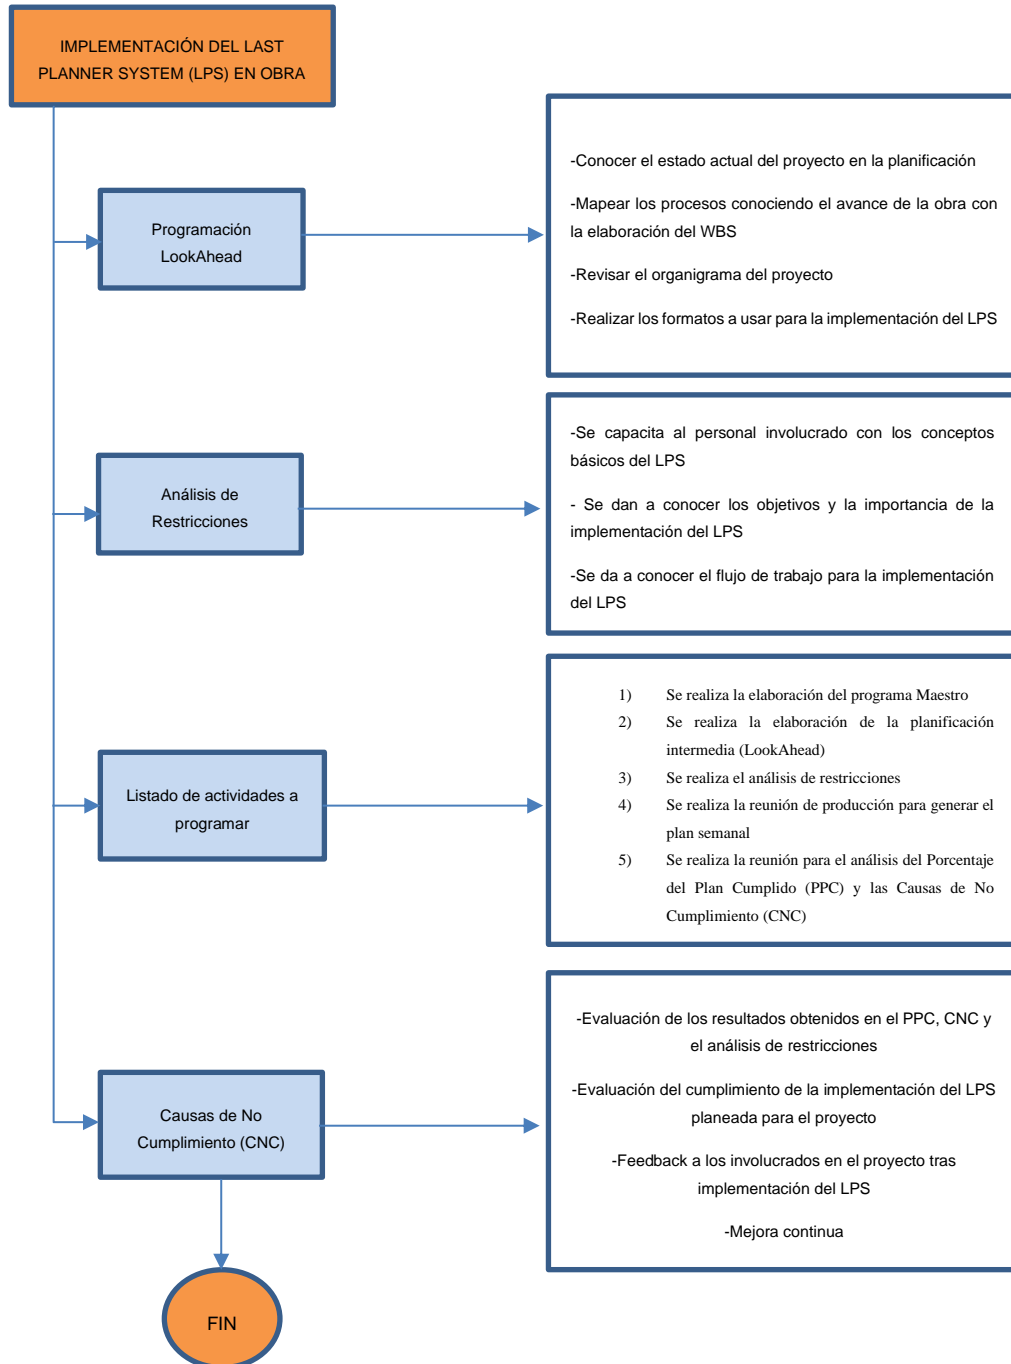 IMPLEMENTACIÓN DEL LAST
PLANNER SYSTEM (LPS) EN OBRA
Programación
LookAhead
-Conocer el estado actual del proyecto en la planificación
-Mapear los procesos conociendo el avance de la obra con
la elaboración del WBS
-Revisar el organigrama del proyecto
-Realizar los formatos a usar para la implementación del LPS
Análisis de
Restricciones
-Se capacita al personal involucrado con los conceptos
básicos del LPS
- Se dan a conocer los objetivos y la importancia de la
implementación del LPS
-Se da a conocer el flujo de trabajo para la implementación
del LPS
Listado de actividades a
programar
1) Se realiza la elaboración del programa Maestro
2) Se realiza la elaboración de la planificación
intermedia (LookAhead)
3) Se realiza el análisis de restricciones
4) Se realiza la reunión de producción para generar el
plan semanal
5) Se realiza la reunión para el análisis del Porcentaje
del Plan Cumplido (PPC) y las Causas de No
Cumplimiento (CNC)
Causas de No
Cumplimiento (CNC)
-Evaluación de los resultados obtenidos en el PPC, CNC y
el análisis de restricciones
-Evaluación del cumplimiento de la implementación del LPS
planeada para el proyecto
-Feedback a los involucrados en el proyecto tras
implementación del LPS
-Mejora continua
FIN